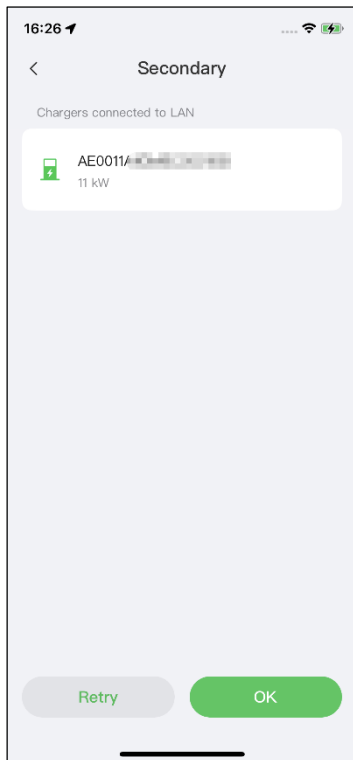 16:26
Secondary
Chargers connected to LAN
AE0011
11 kW
Retry
OK